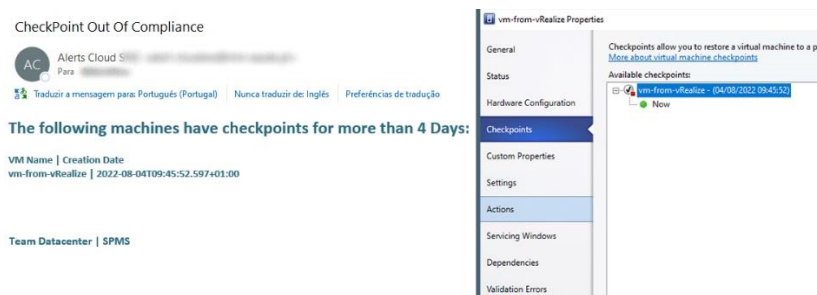 CheckPoint Out Of Compliance
AC
Alerts Cloud
Para
Traduzir a mensagem para: Português (Portugal) Nunca traduzir de: Inglês Preferências de tradução
The following machines have checkpoints for more than 4 Days:
VM Name | Creation Date
vm-from-vRealize | 2022-08-04T09:45:52.597+01:00
Team Datacenter | SPMS
vm-from-vRealize Properties
General
Status
Hardware Configuration
Checkpoints
Custom Properties
Settings
Actions
Servicing Windows
Dependencies
Validation Errors
Checkpoints allow you to restore a virtual machine to a p
More about virtual machine checkpoints
Available checkpoints:
vm-from-vRealize - (04/08/2022 09:45:52)
Now